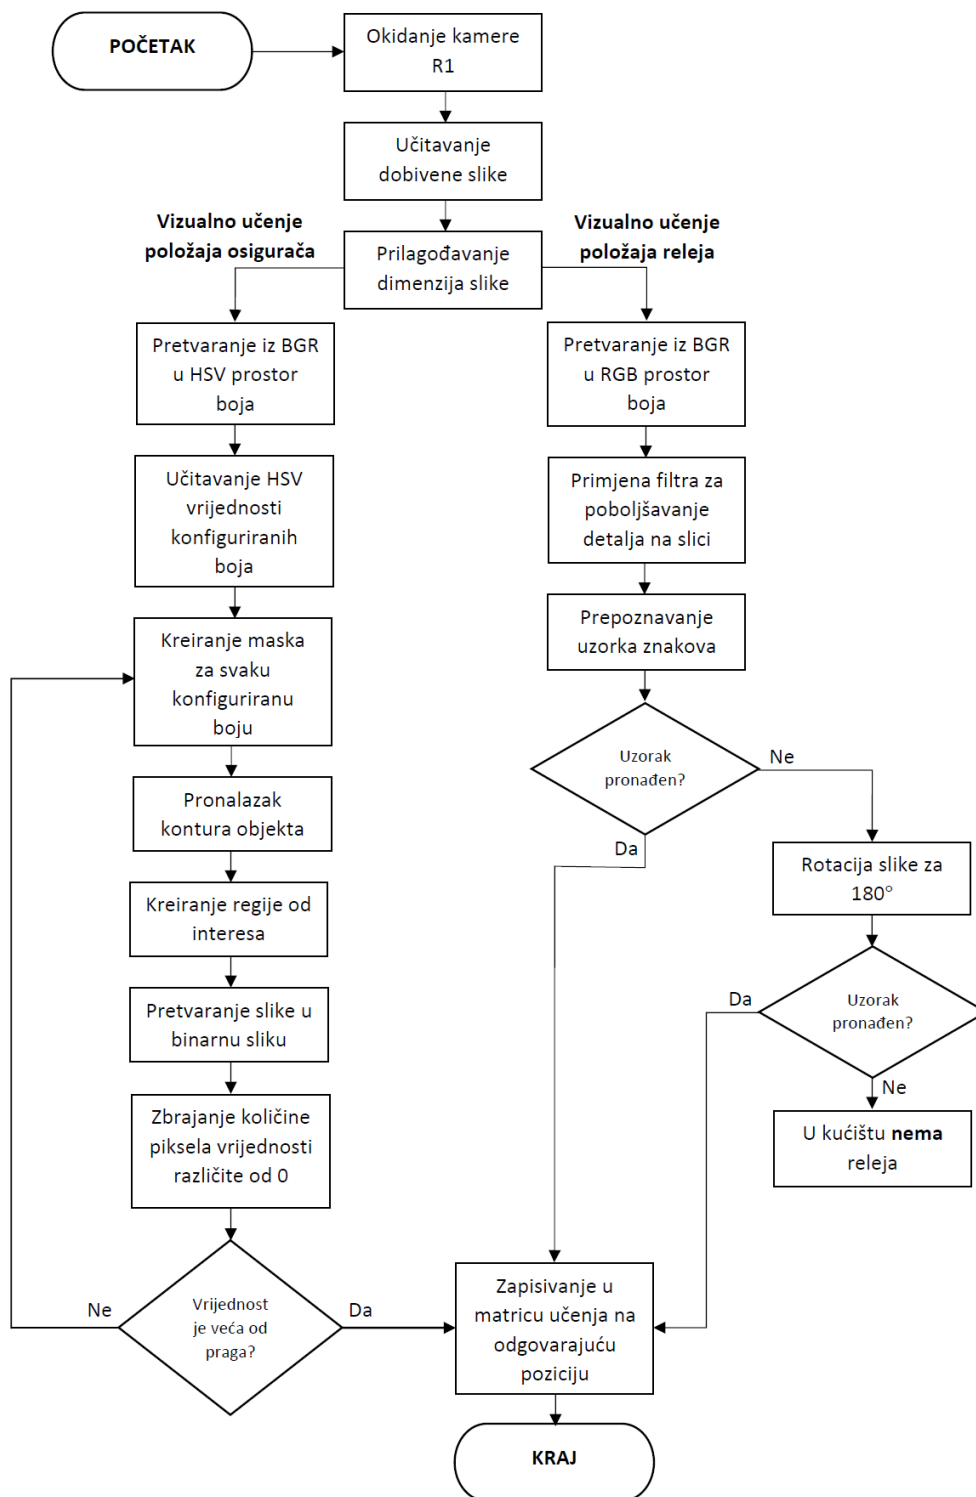 POČETAK
Okidanje kamere
R1
Učitavanje
dobivene slike
Vizualno učenje
položaja osigurača
Prilagođavanje
dimenzija slike
Vizualno učenje
položaja releja
Pretvaranje iz BGR
u HSV prostor
boja
Učitavanje HSV
vrijednosti
konfiguriranih
boja
Kreiranje maska
za svaku
konfiguriranu
boju
Pronalazak
kontura objekta
Kreiranje regije od
interesa
Pretvaranje slike u
binarnu sliku
Zbrajanje količine
piksela vrijednosti
različite od 0
Vrijednost
je veća od
praga?
Ne
Da
Pretvaranje iz BGR
u RGB prostor
boja
Primjena filtra za
poboljšavanje
detalja na slici
Prepoznavanje
uzorka znakova
Uzorak
pronađen?
Ne
Da
Rotacija slike za
180°
Uzorak
pronađen?
Da
Ne
U kućištu nema
releja
Zapisivanje u
matricu učenja na
odgovarajuću
poziciju
KRAJ